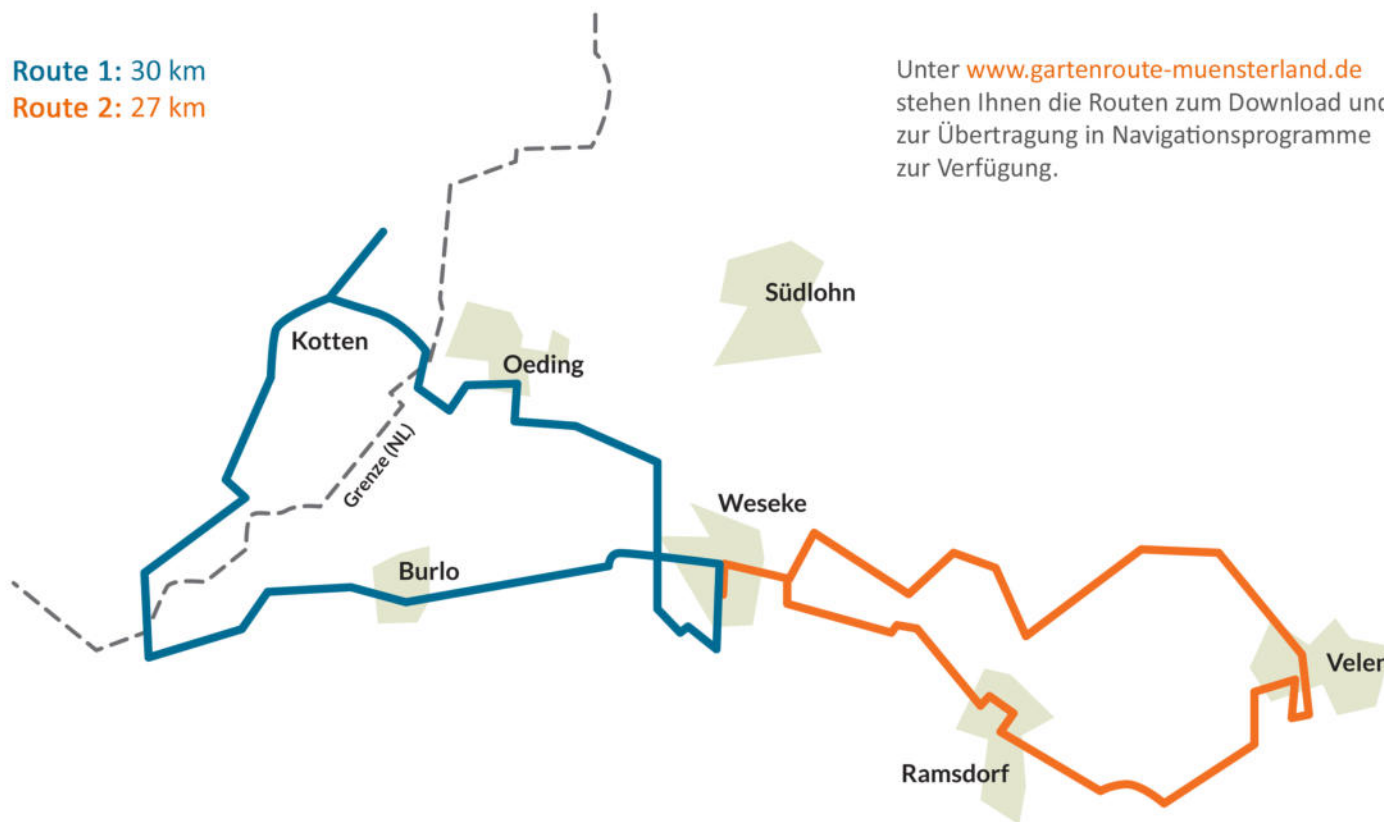 Route 1: 30 km
Route 2: 27 km
Unter www.gartenroute-muensterland.de
stehen Ihnen die Routen zum Download und
zur Übertragung in Navigationsprogramme
zur Verfügung.
Südlohn
Kotten
Oeding
Grenze (NL)
Weseke
Burlo
Velen
Ramsdorf